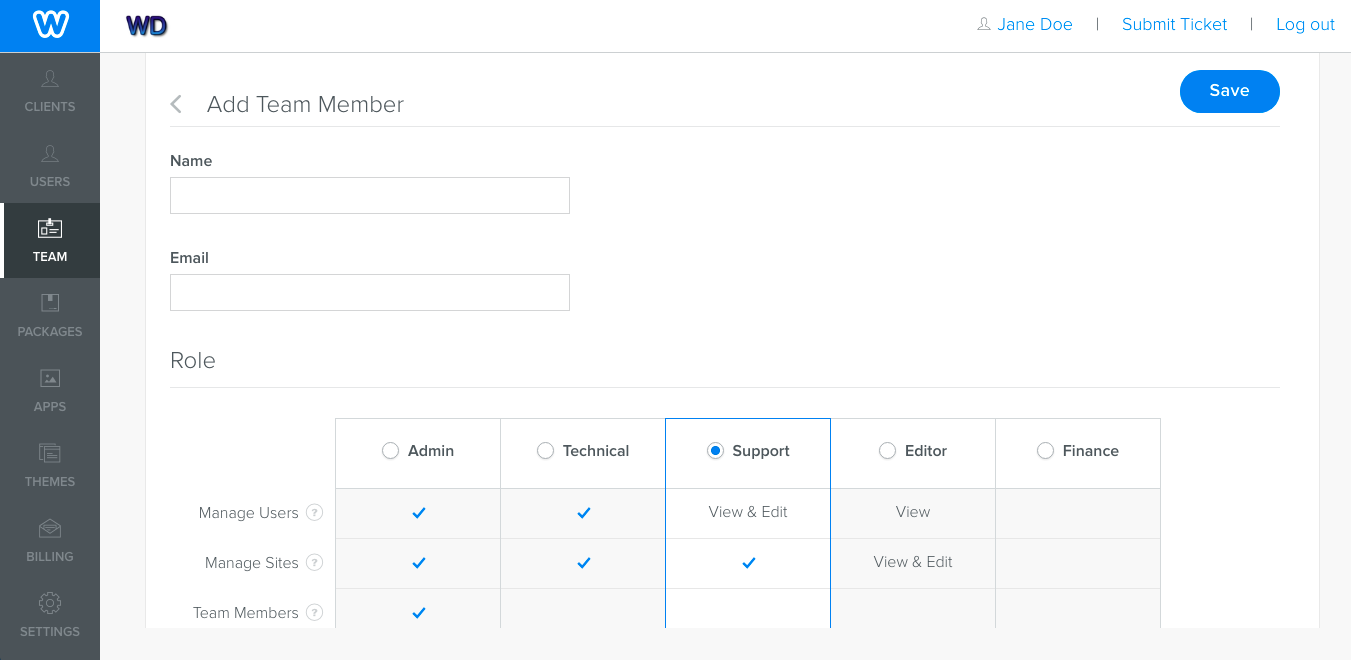 WD
Jane Doe | Submit Ticket | Log out
CLIENTS
USERS
TEAM
PACKAGES
APPS
THEMES
BILLING
SETTINGS
Add Team Member
Save
Name
Email
Role
Admin Technical Support Editor Finance
Manage Users ? View & Edit View
Manage Sites ? View & Edit
Team Members ?